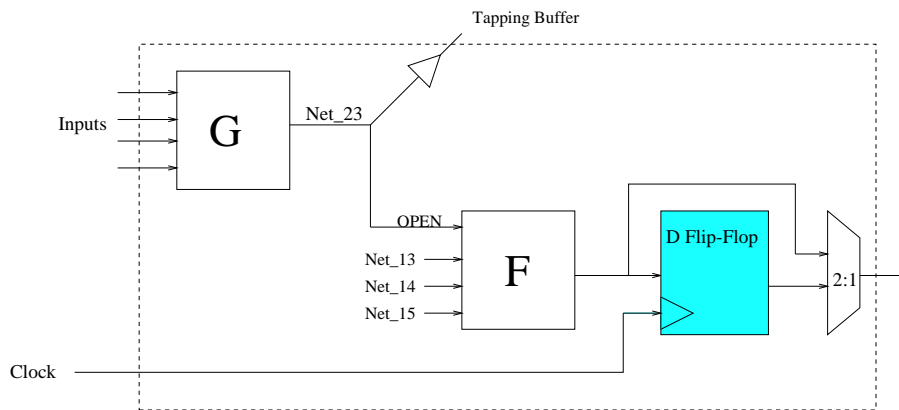 Tapping Buffer
Inputs
G
Net_23
OPEN
Net_13
Net_14
Net_15
F
D Flip-Flop
2:1
Clock